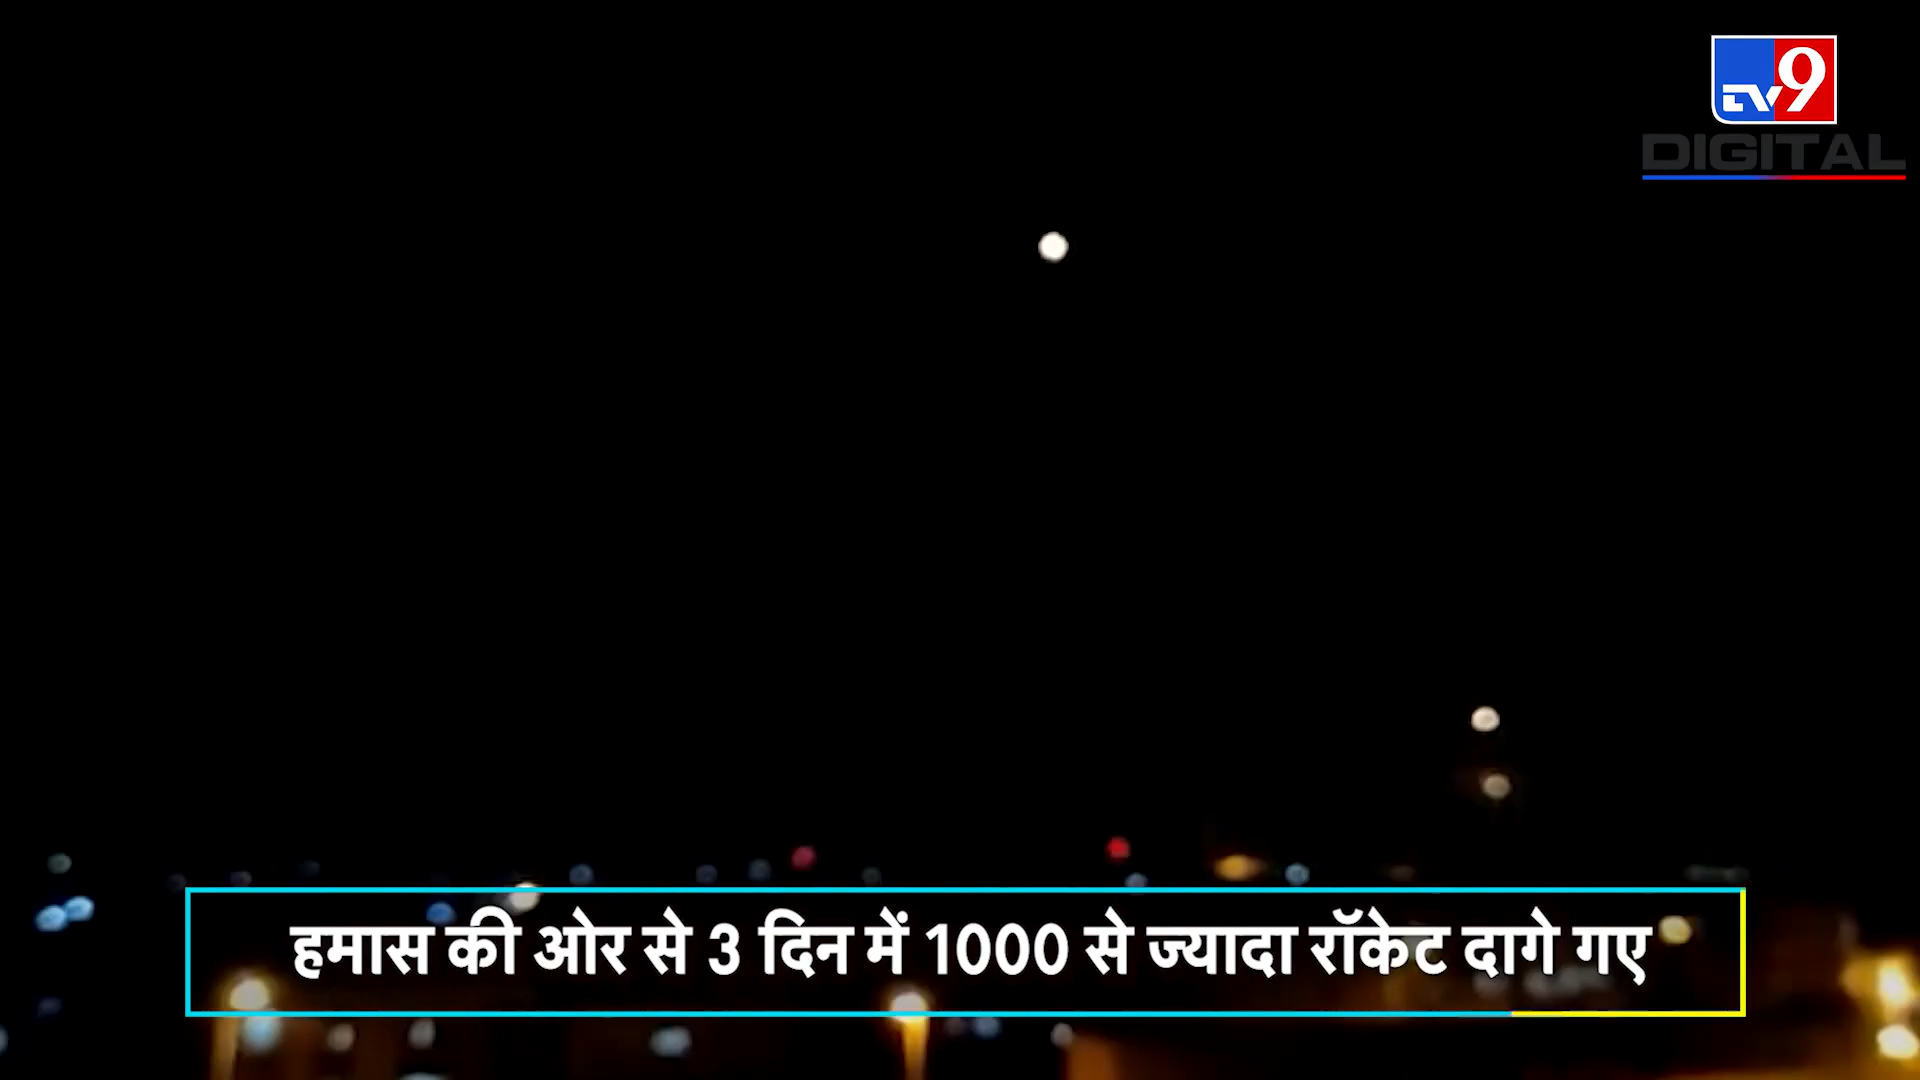 TV9
DIGITAL
हमास की ओर से 3 दिन में 1000 से ज्यादा रॉकेट दागे गए